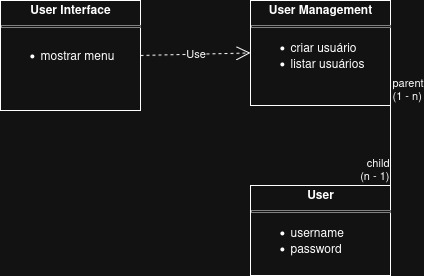 User Interface
• mostrar menu
Use
User Management
• criar usuário
• listar usuários
parent
(1 - n)
child
(n - 1)
User
• username
• password